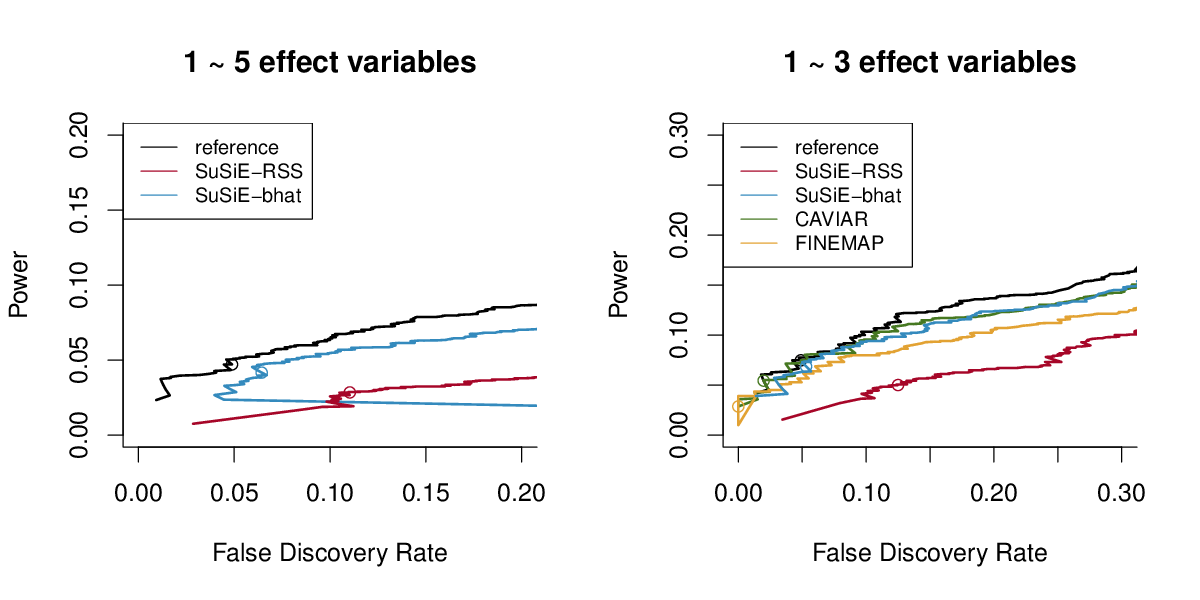 1 ~ 5 effect variables
Power
0.00 0.05 0.10 0.15 0.20
reference
SuSiE−RSS
SuSiE−bhat
0.00 0.05 0.10 0.15 0.20
False Discovery Rate
1 ~ 3 effect variables
Power
0.00 0.10 0.20 0.30
reference
SuSiE−RSS
SuSiE−bhat
CAVIAR
FINEMAP
0.00 0.10 0.20 0.30
False Discovery Rate